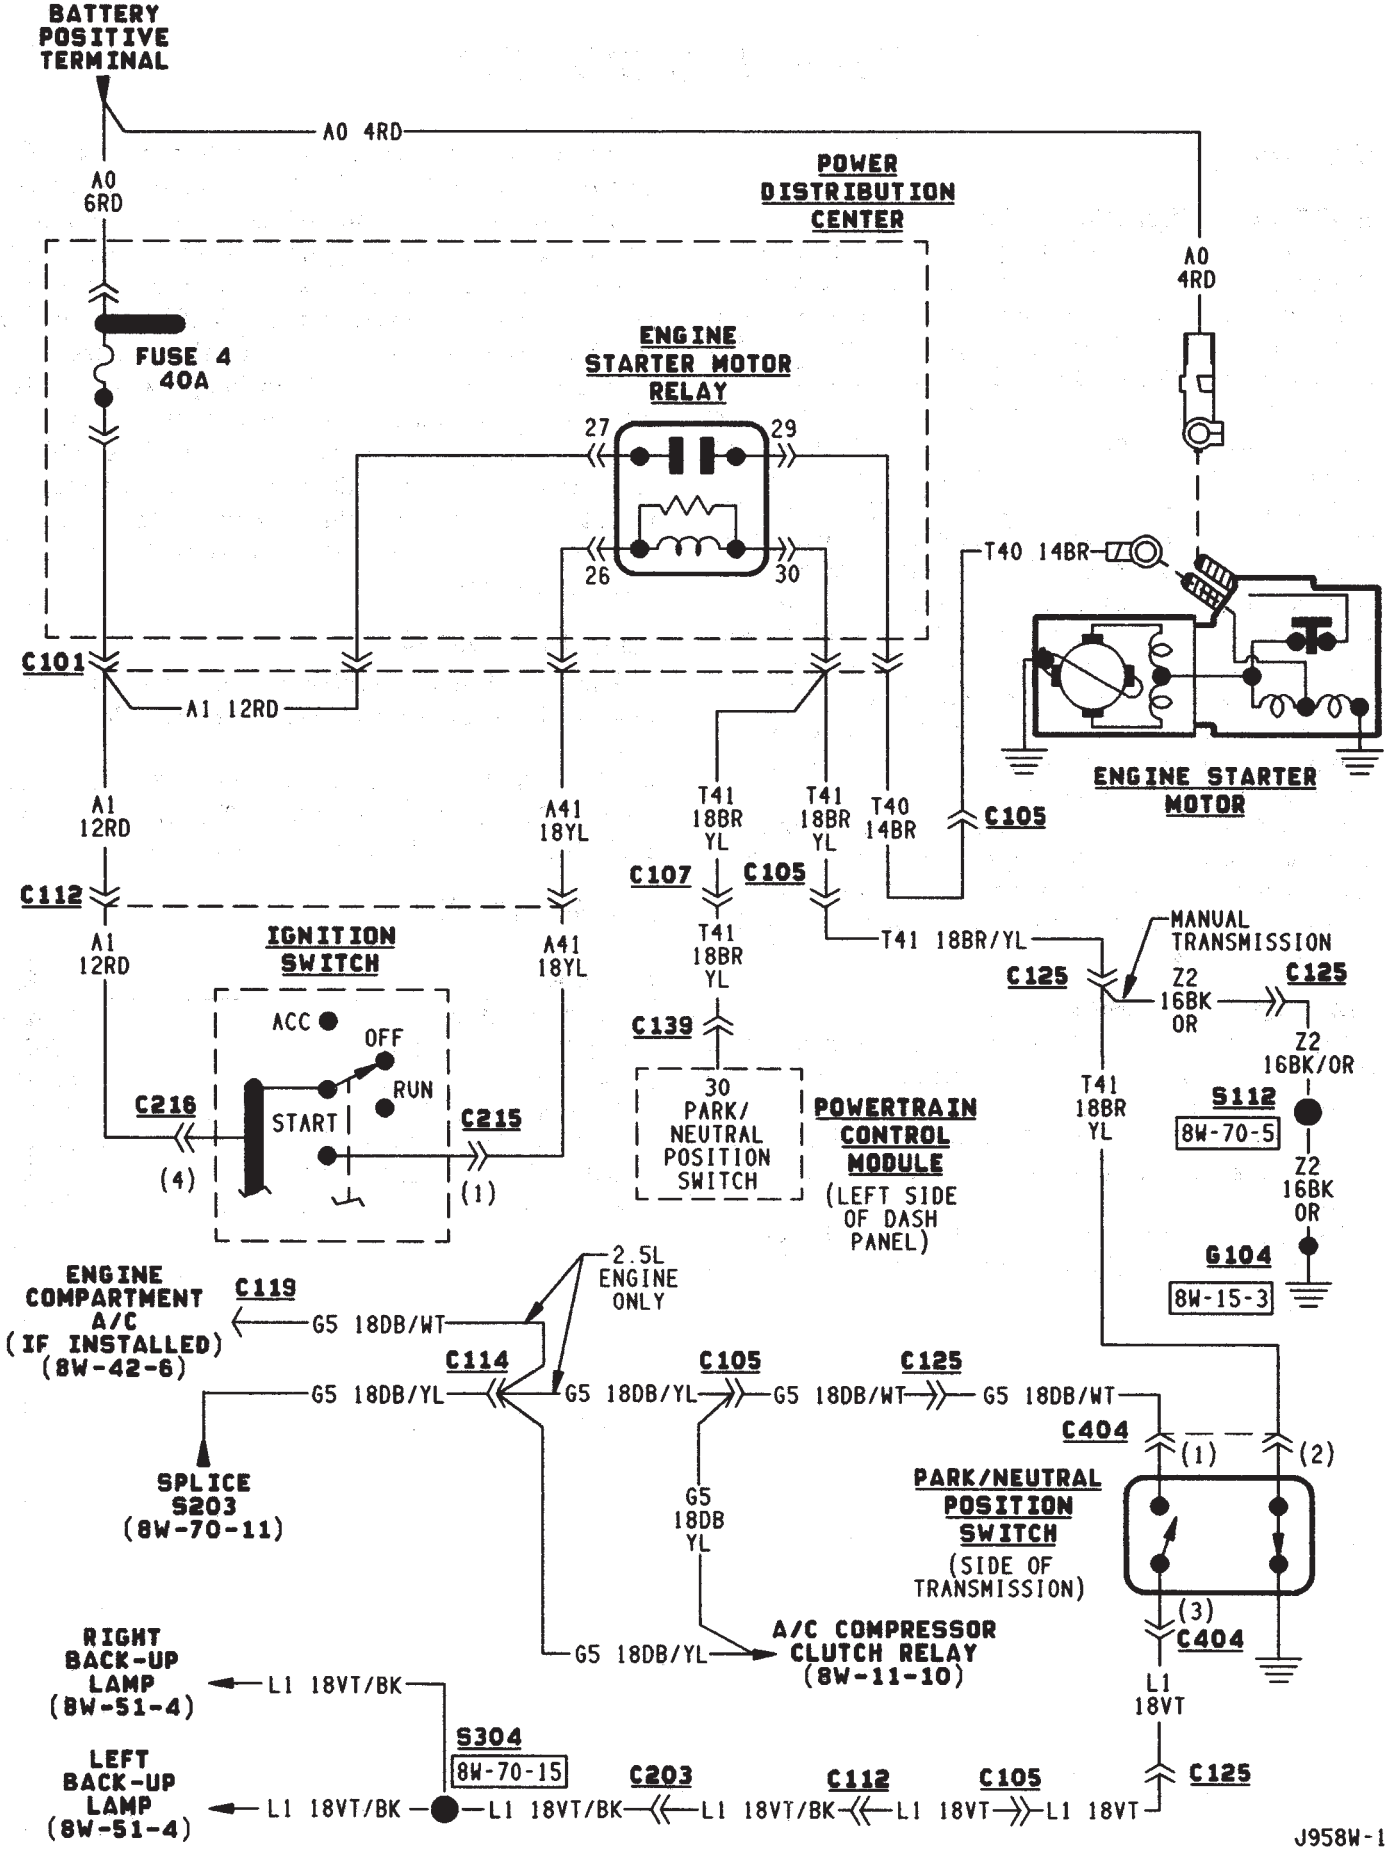 BATTERY
POSITIVE
TERMINAL
A0 4RD
A0
6RD
POWER
DISTRIBUTION
CENTER
A0
4RD
FUSE 4
40A
ENGINE
STARTER MOTOR
RELAY
27
29
26
30
T40 14BR
C101
A1 12RD
ENGINE STARTER
MOTOR
A1
12RD
A41
18YL
T41
18BR
YL
T41
18BR
YL
T40
14BR
C105
C112
C107
C105
A1
12RD
IGNITION
SWITCH
A41
18YL
T41
18BR
YL
T41 18BR/YL
MANUAL
TRANSMISSION
C125
Z2
16BK
OR
C125
ACC
OFF
RUN
START
C139
Z2
16BK/OR
C216
(4)
C215
(1)
30
PARK/
NEUTRAL
POSITION
SWITCH
POWERTRAIN
CONTROL
MODULE
(LEFT SIDE
OF DASH
PANEL)
T41
18BR
YL
S112
8W-70-5
Z2
16BK
OR
G104
8W-15-3
2.5L
ENGINE
ONLY
ENGINE
COMPARTMENT
A/C
(IF INSTALLED)
(8W-42-6)
C119
G5 18DB/WT
C114
C105
C125
G5 18DB/YL
G5 18DB/YL
G5 18DB/WT
G5 18DB/WT
C404
(1)
(2)
SPLICE
S203
(8W-70-11)
G5
18DB
YL
PARK/NEUTRAL
POSITION
SWITCH
(SIDE OF
TRANSMISSION)
(3)
C404
G5 18DB/YL
A/C COMPRESSOR
CLUTCH RELAY
(8W-11-10)
RIGHT
BACK-UP
LAMP
(8W-51-4)
L1 18VT/BK
L1
18VT
S304
8W-70-15
LEFT
BACK-UP
LAMP
(8W-51-4)
C203
C112
C105
C125
L1 18VT/BK
L1 18VT/BK
L1 18VT/BK
L1 18VT
L1 18VT
J958W-1